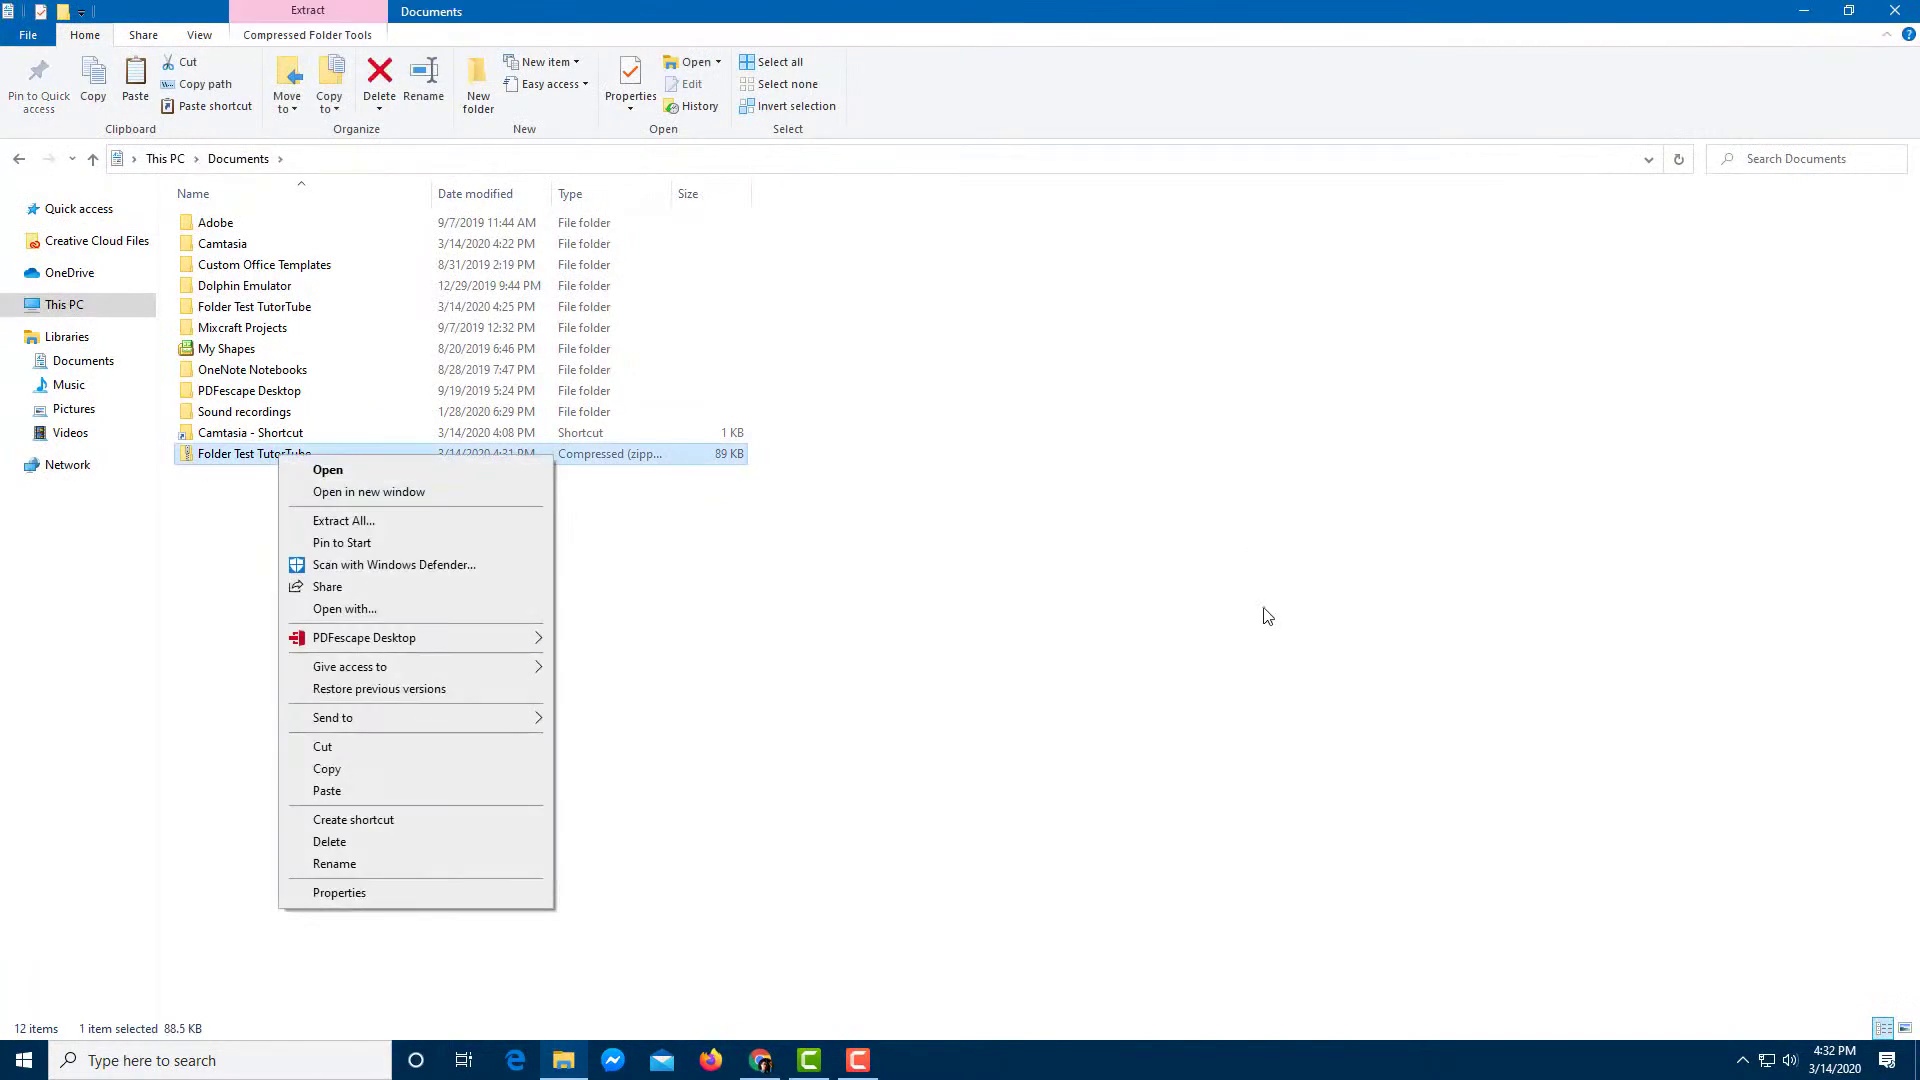 Extract
Documents
File
Home
Share
View
Compressed Folder Tools
Pin to Quick access
Copy
Paste
Cut
Copy path
Paste shortcut
Clipboard
Move to
Copy to
Delete
Rename
Organize
New folder
New item
Easy access
New
Properties
Open
Edit
History
Open
Select all
Select none
Invert selection
Select
This PC > Documents >
Search Documents
Quick access
Creative Cloud Files
OneDrive
This PC
Libraries
Documents
Music
Pictures
Videos
Network
Name Date modified Type Size
Adobe 9/7/2019 11:44 AM File folder
Camtasia 3/14/2020 4:22 PM File folder
Custom Office Templates 8/31/2019 2:19 PM File folder
Dolphin Emulator 12/29/2019 9:44 PM File folder
Folder Test TutorTube 3/14/2020 4:25 PM File folder
Mixcraft Projects 9/7/2019 12:32 PM File folder
My Shapes 8/20/2019 6:46 PM File folder
OneNote Notebooks 8/28/2019 7:47 PM File folder
PDFescape Desktop 9/19/2019 5:24 PM File folder
Sound recordings 1/28/2020 6:29 PM File folder
Camtasia - Shortcut 3/14/2020 4:08 PM Shortcut 1 KB
Folder Test TutorTube 3/14/2020 4:31 PM Compressed (zipp... 89 KB
Open
Open in new window
Extract All...
Pin to Start
Scan with Windows Defender...
Share
Open with...
PDFescape Desktop
Give access to
Restore previous versions
Send to
Cut
Copy
Paste
Create shortcut
Delete
Rename
Properties
12 items 1 item selected 88.5 KB
Type here to search
4:32 PM
3/14/2020